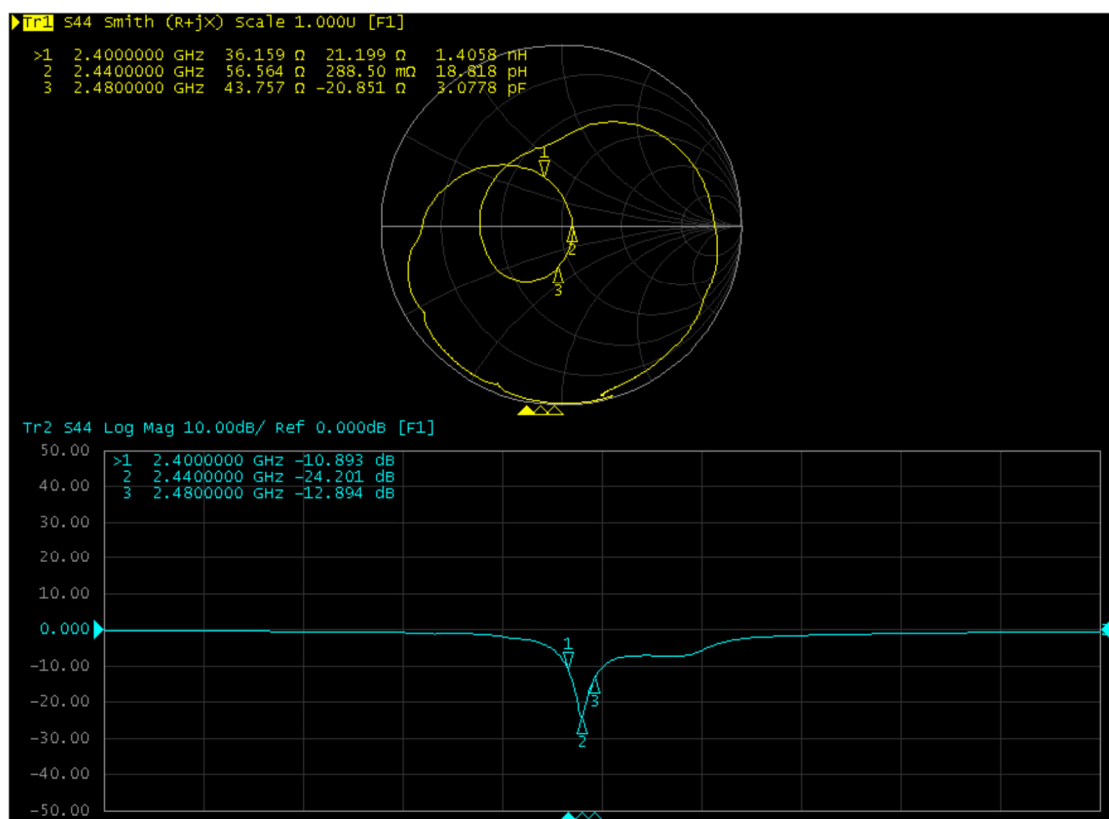 Tr1 S44 Smith (R+jX) Scale 1.000U [F1]
>1 2.4000000 GHz 36.159 Ω 21.199 Ω 1.4058 nH
2 2.4400000 GHz 56.564 Ω 288.50 mΩ 18.818 pH
3 2.4800000 GHz 43.757 Ω -20.851 Ω 3.0778 pF
1
2
3
Tr2 S44 Log Mag 10.00dB/ Ref 0.000dB [F1]
50.00
>1 2.4000000 GHz -10.893 dB
2 2.4400000 GHz -24.201 dB
3 2.4800000 GHz -12.894 dB
40.00
30.00
20.00
10.00
0.000
1
-10.00
-20.00
3
-30.00
2
-40.00
-50.00